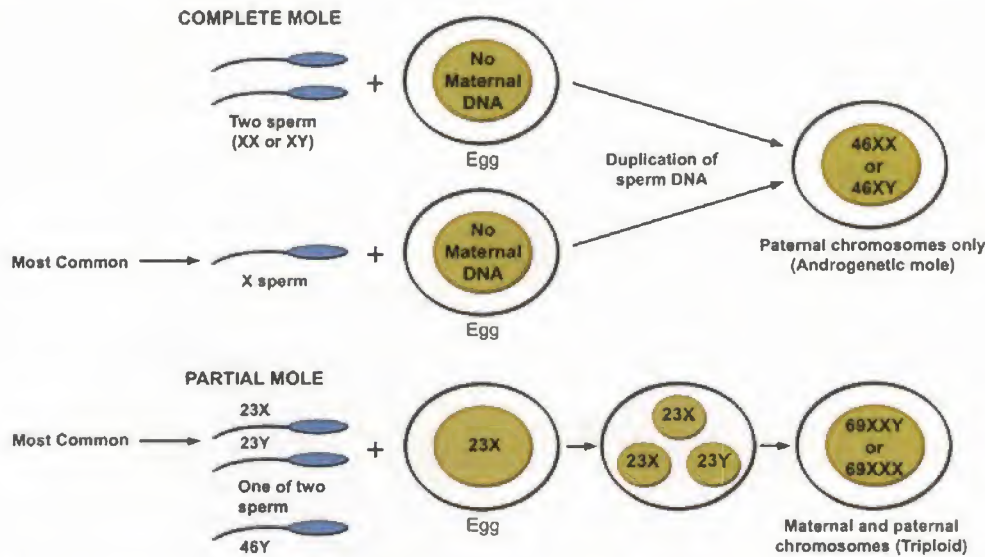 COMPLETE MOLE
Two sperm
(XX or XY)
+
No
Maternal
DNA
Egg
Duplication of
sperm DNA
46XX
or
46XY
Paternal chromosomes only
(Androgenetic mole)
Most Common
X sperm
+
No
Maternal
DNA
Egg
PARTIAL MOLE
Most Common
23X
23Y
One of two
sperm
46Y
+
23X
Egg
23X
23X
23Y
69XXY
or
69XXX
Maternal and paternal
chromosomes (Triploid)